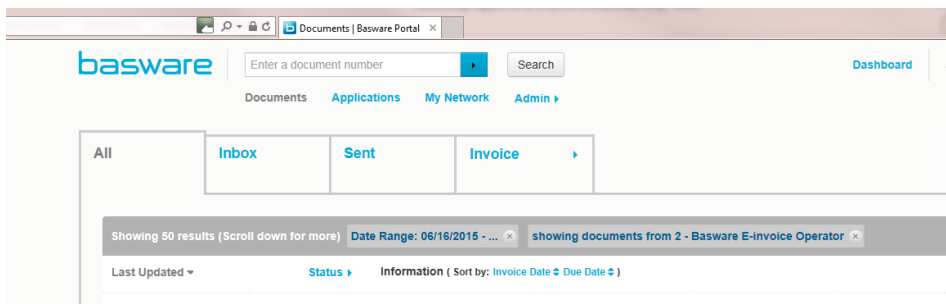 Documents | Basware Portal
basware
Enter a document number
Search
Dashboard
Documents Applications My Network Admin
All Inbox Sent Invoice
Showing 50 results (Scroll down for more) Date Range: 06/16/2015 - ... showing documents from 2 - Basware E-invoice Operator
Last Updated Status Information ( Sort by: Invoice Date Due Date )